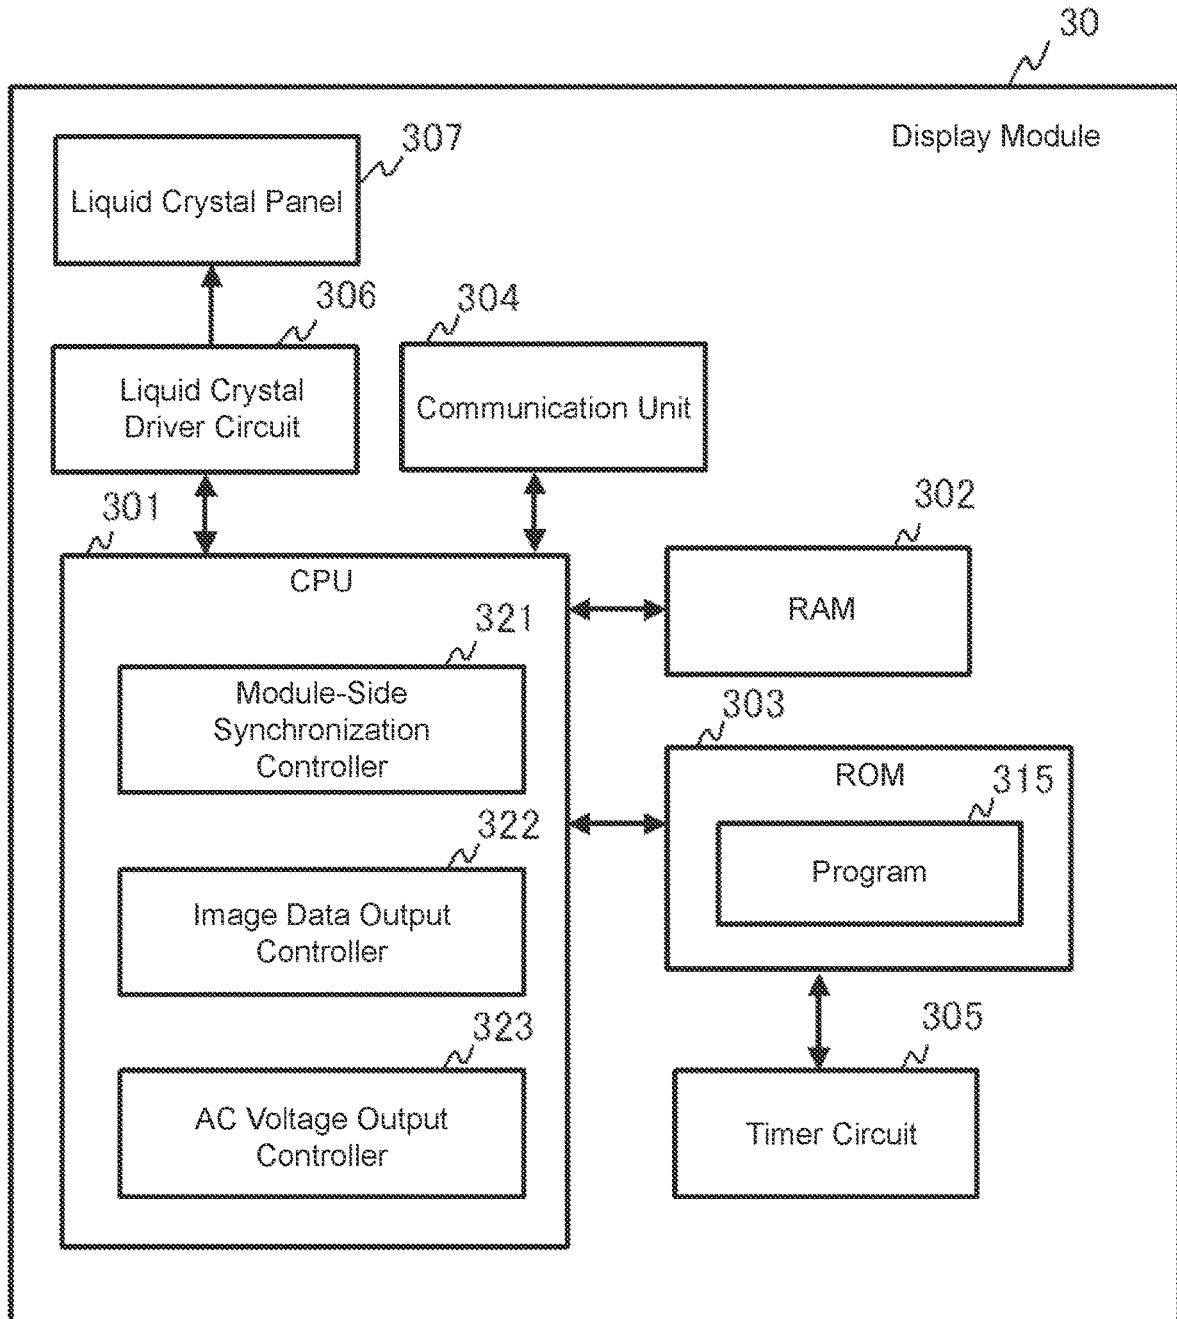 30
Display Module
307
Liquid Crystal Panel
306
304
Liquid Crystal
Driver Circuit
Communication Unit
301
302
CPU
RAM
321
Module-Side
Synchronization
Controller
303
ROM
315
Program
322
Image Data Output
Controller
323
305
AC Voltage Output
Controller
Timer Circuit